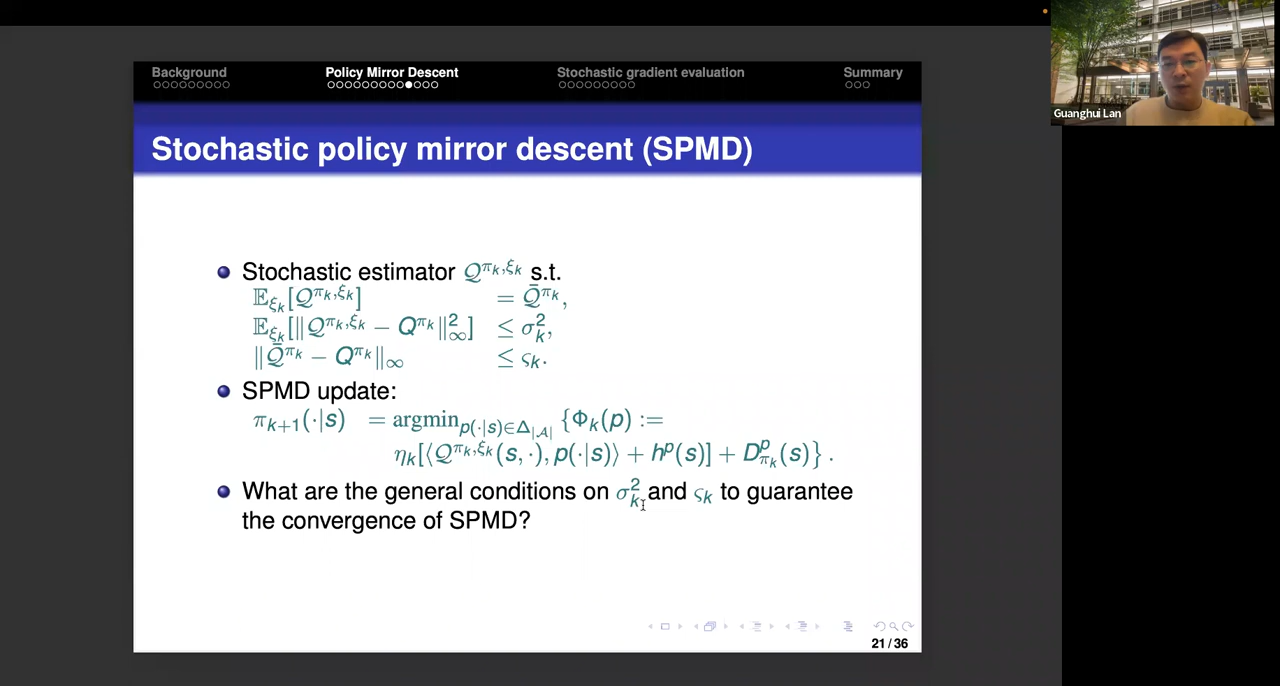 Background Policy Mirror Descent Stochastic gradient evaluation Summary
Guanghui Lan
Stochastic policy mirror descent (SPMD)
Stochastic estimator 𝒬^{π_k,ξ_k} s.t.
𝔼_{ξ_k}[𝒬^{π_k,ξ_k}] = 𝒬̄^{π_k},
𝔼_{ξ_k}[‖𝒬^{π_k,ξ_k} − Q^{π_k}‖²_∞] ≤ σ²_k,
‖𝒬̄^{π_k} − Q^{π_k}‖_∞ ≤ ς_k.
SPMD update:
π_{k+1}(·|s) = argmin_{p(·|s)∈Δ_{|𝒜|}} {Φ_k(p) :=
η_k[⟨𝒬^{π_k,ξ_k}(s, ·), p(·|s)⟩ + h^p(s)] + D^p_{π_k}(s)} .
What are the general conditions on σ²_k and ς_k to guarantee
the convergence of SPMD?
21 / 36